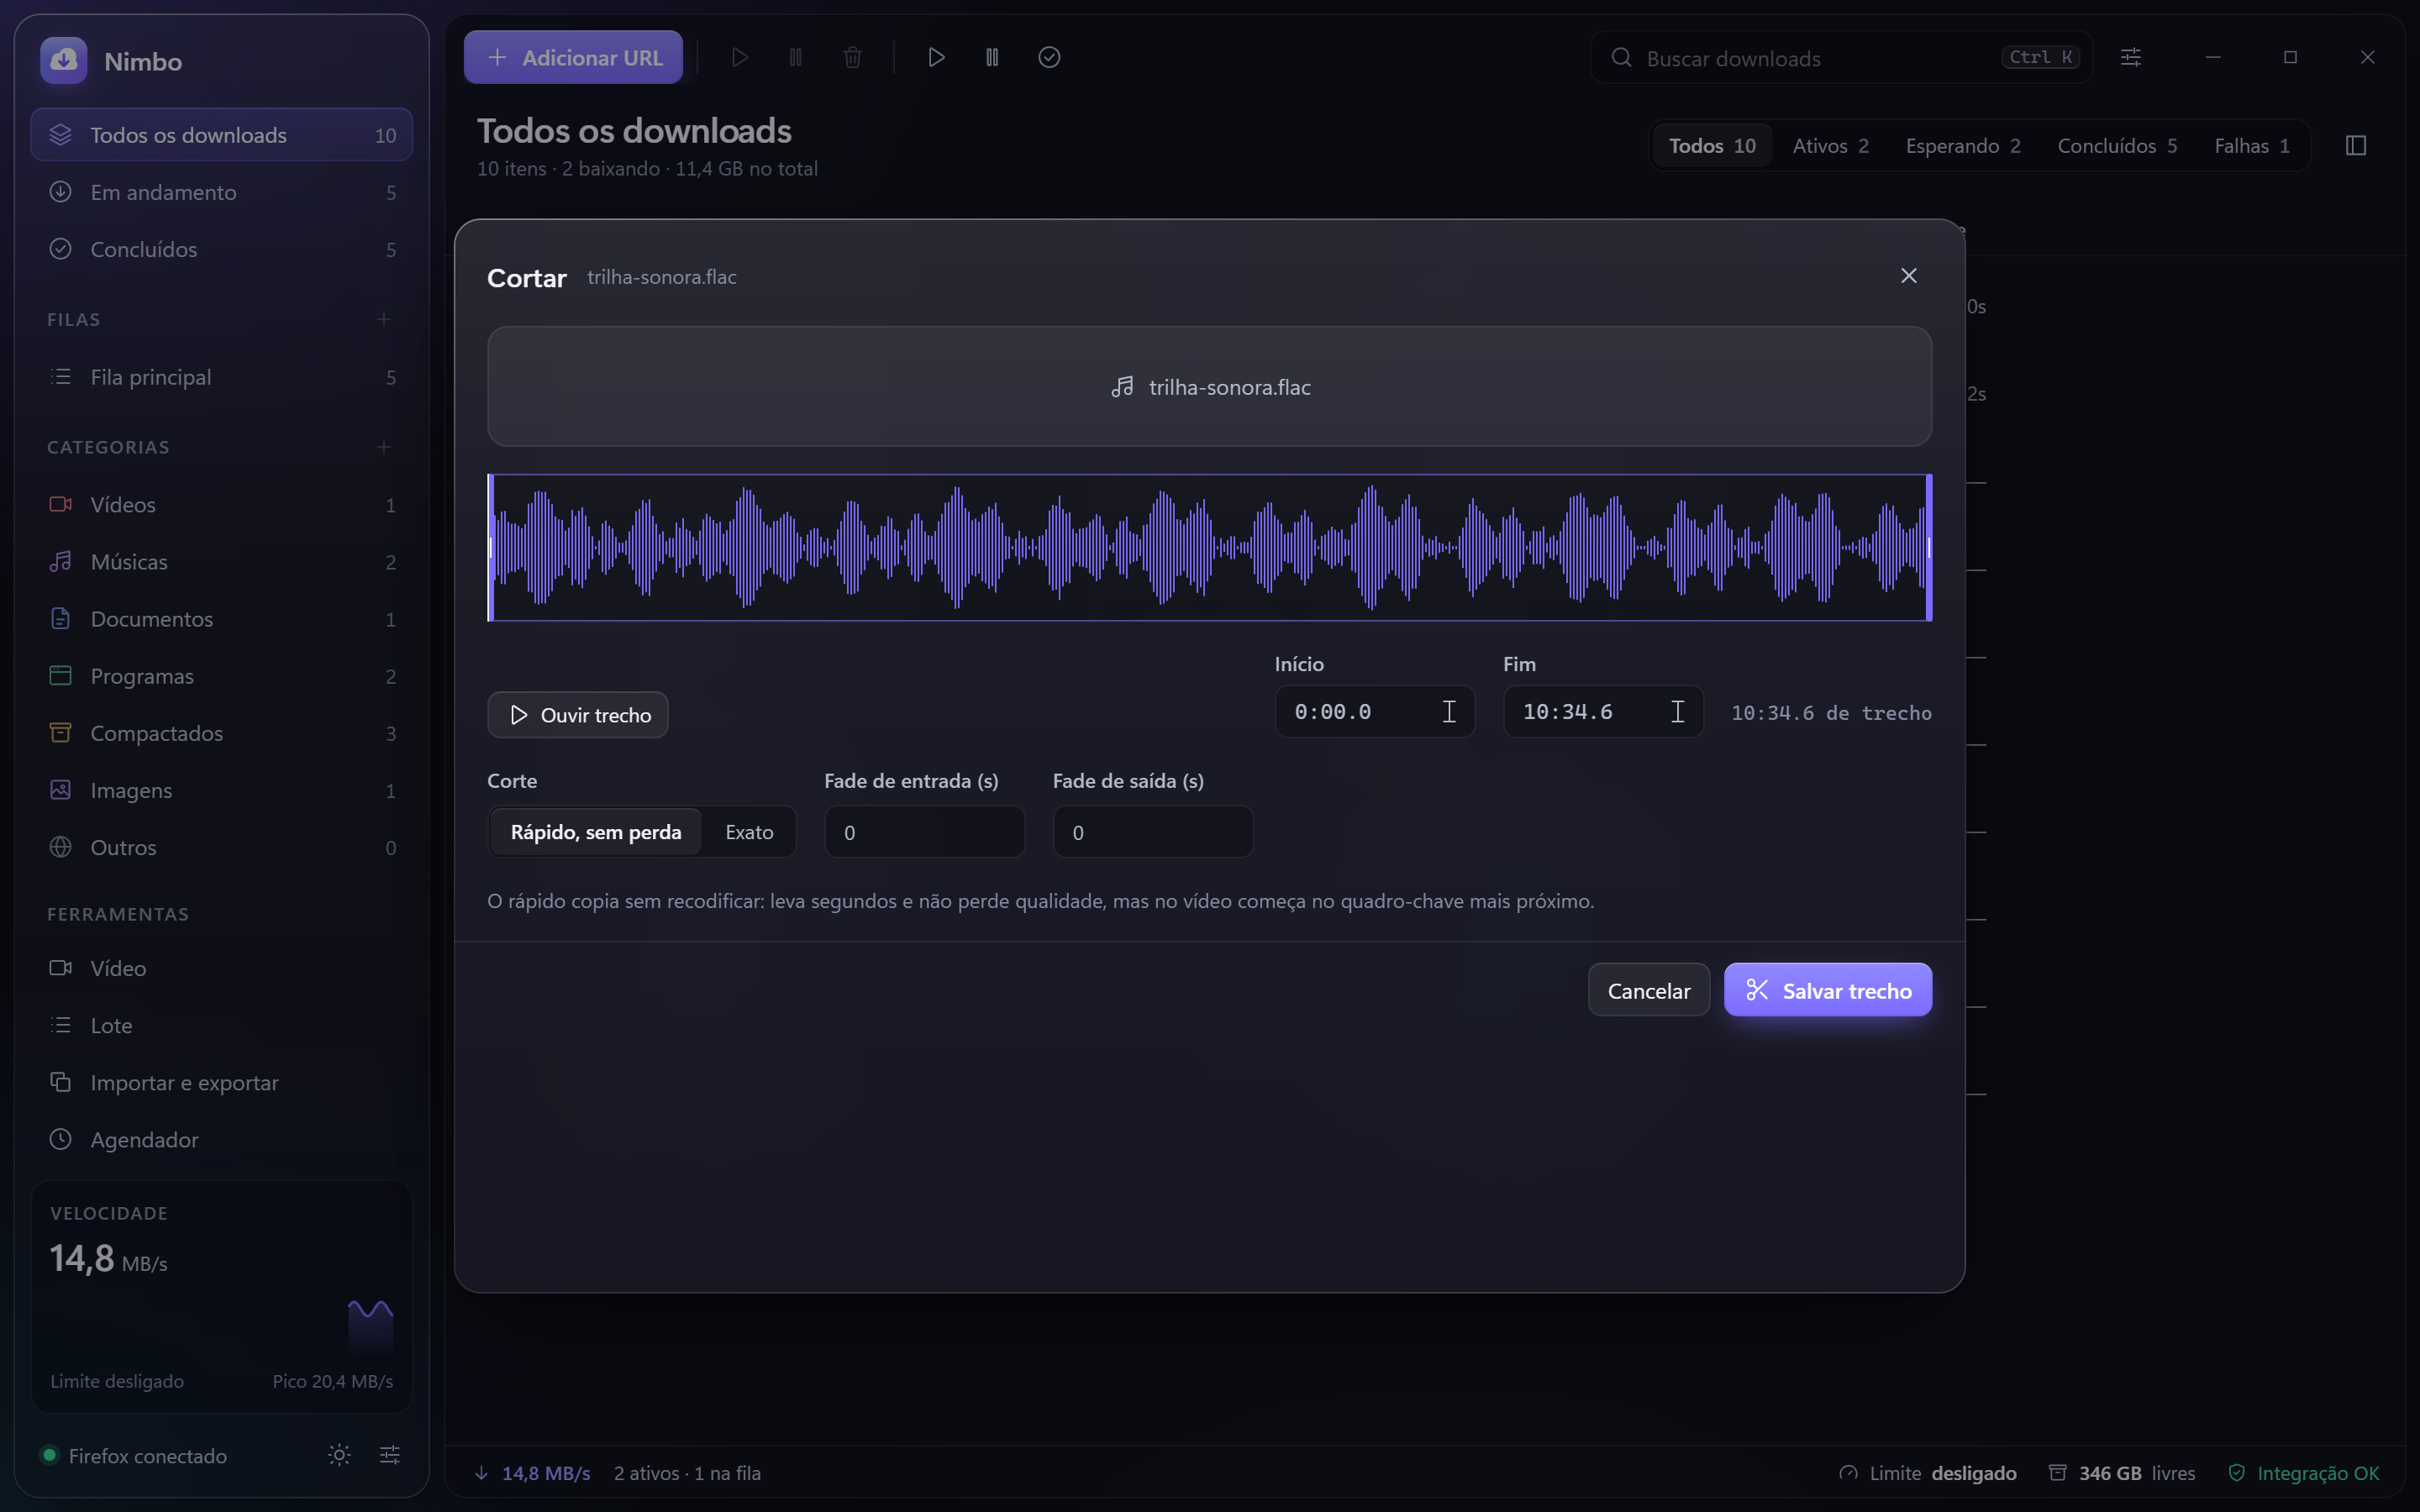 Nimbo
Todos os downloads 10
Em andamento 5
Concluídos 5
FILAS
Fila principal 5
CATEGORIAS
Vídeos 1
Músicas 2
Documentos 1
Programas 2
Compactados 3
Imagens 1
Outros 0
FERRAMENTAS
Vídeo
Lote
Importar e exportar
Agendador
VELOCIDADE
14,8 MB/s
Limite desligado Pico 20,4 MB/s
Firefox conectado
Adicionar URL
Buscar downloads Ctrl K
Todos os downloads
10 itens · 2 baixando · 11,4 GB no total
Todos 10 Ativos 2 Esperando 2 Concluídos 5 Falhas 1
Cortar trilha-sonora.flac
trilha-sonora.flac
Início Fim
Ouvir trecho 0:00.0 10:34.6 10:34.6 de trecho
Corte Fade de entrada (s) Fade de saída (s)
Rápido, sem perda Exato 0 0
O rápido copia sem recodificar: leva segundos e não perde qualidade, mas no vídeo começa no quadro-chave mais próximo.
Cancelar Salvar trecho
0s
2s
14,8 MB/s 2 ativos · 1 na fila
Limite desligado 346 GB livres Integração OK